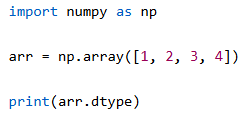 import numpy as np
arr = np.array([1, 2, 3, 4])
print(arr.dtype)